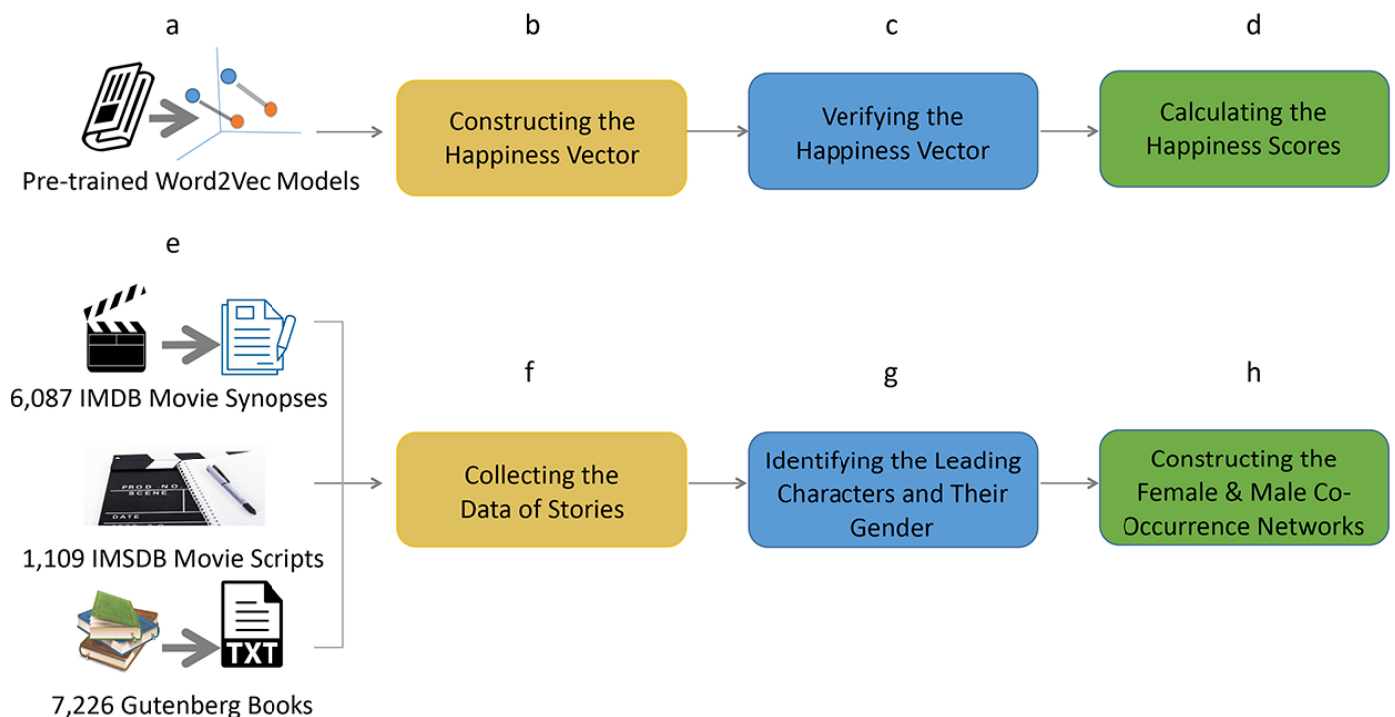 a
b
c
d
Pre-trained Word2Vec Models
Constructing the
Happiness Vector
Verifying the
Happiness Vector
Calculating the
Happiness Scores
e
6,087 IMDB Movie Synopses
PROD. NO.
SCENE
DATE
1,109 IMSDB Movie Scripts
TXT
7,226 Gutenberg Books
f
g
h
Collecting the
Data of Stories
Identifying the Leading
Characters and Their
Gender
Constructing the
Female & Male Co-
Occurrence Networks